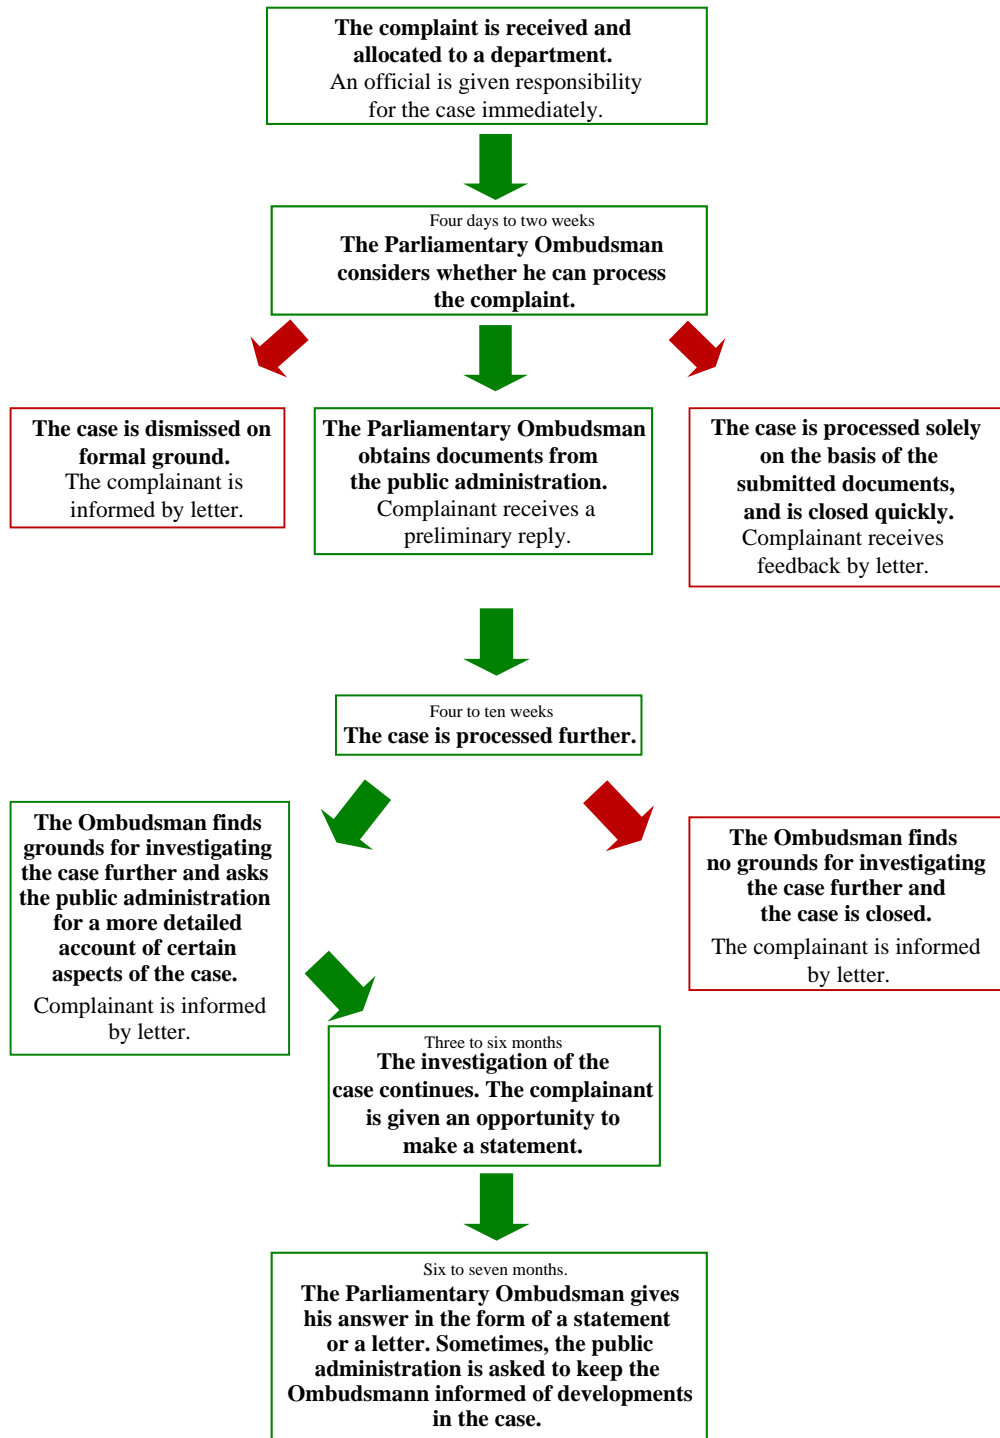 The complaint is received and
allocated to a department.
An official is given responsibility
for the case immediately.
Four days to two weeks
The Parliamentary Ombudsman
considers whether he can process
the complaint.
The case is dismissed on
formal ground.
The complainant is
informed by letter.
The Parliamentary Ombudsman
obtains documents from
the public administration.
Complainant receives a
preliminary reply.
The case is processed solely
on the basis of the
submitted documents,
and is closed quickly.
Complainant receives
feedback by letter.
Four to ten weeks
The case is processed further.
The Ombudsman finds
grounds for investigating
the case further and asks
the public administration
for a more detailed
account of certain
aspects of the case.
Complainant is informed
by letter.
The Ombudsman finds
no grounds for investigating
the case further and
the case is closed.
The complainant is informed
by letter.
Three to six months
The investigation of the
case continues. The complainant
is given an opportunity to
make a statement.
Six to seven months.
The Parliamentary Ombudsman gives
his answer in the form of a statement
or a letter. Sometimes, the public
administration is asked to keep the
Ombudsmann informed of developments
in the case.